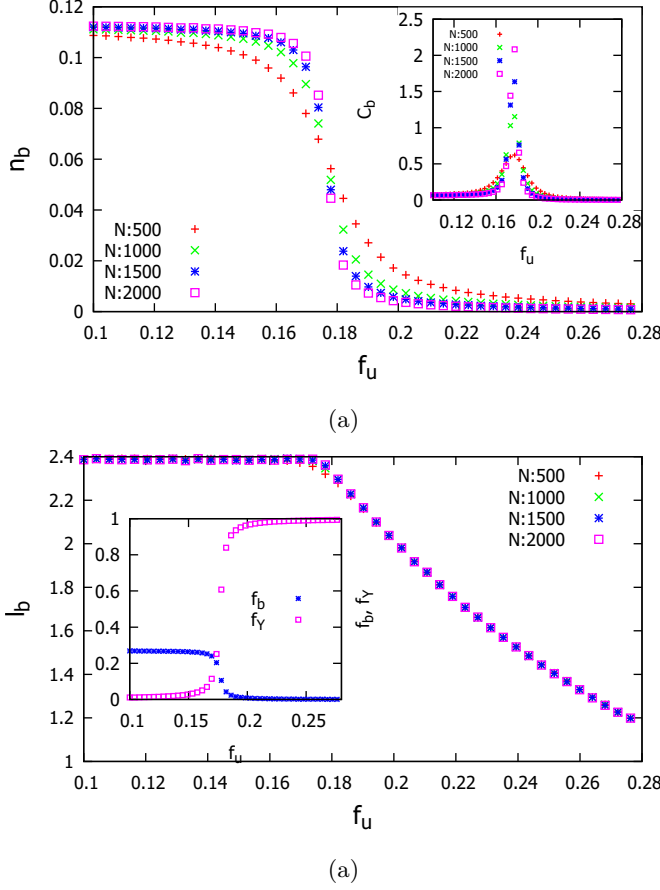 0.12
0.1
0.08
0.06
0.04
0.02
0
n_b
N:500
N:1000
N:1500
N:2000
0.1 0.12 0.14 0.16 0.18 0.2 0.22 0.24 0.26 0.28
f_u
2.5
2
1.5
1
0.5
0
C_b
N:500
N:1000
N:1500
N:2000
0.12 0.16 0.20 0.24 0.28
f_u
(a)
2.4
2.2
2
1.8
1.6
1.4
1.2
1
l_b
N:500
N:1000
N:1500
N:2000
1
0.8
0.6
0.4
0.2
0
f_b
f_Y
f_b, f_Y
0.1 0.15 0.2 0.25
f_u
0.1 0.12 0.14 0.16 0.18 0.2 0.22 0.24 0.26 0.28
f_u
(a)